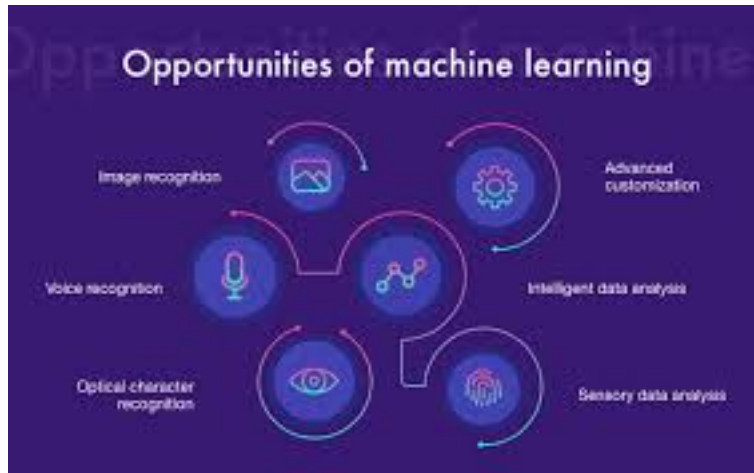 Opportunities of machine learning
Image recognition
Advanced
customization
Voice recognition
Intelligent data analysis
Optical character
recognition
Sensory data analysis